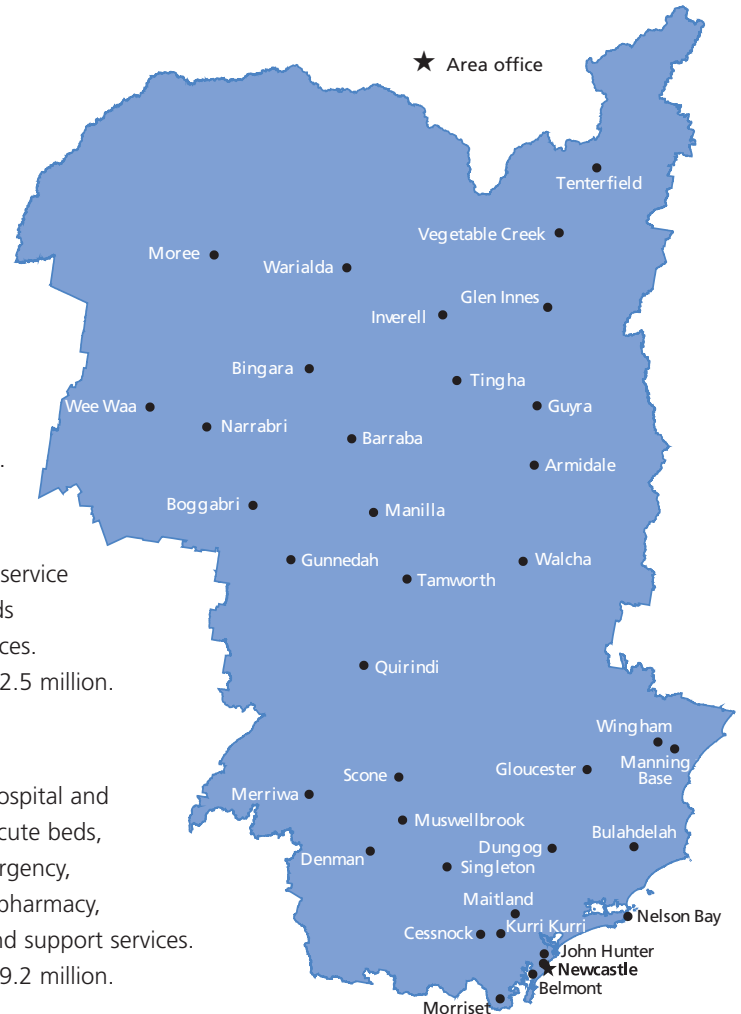 Area office
Tenterfield
Vegetable Creek
Moree
Warialda
Glen Innes
Inverell
Bingara
Tingha
Wee Waa
Guyra
Narrabri
Barraba
.
Armidale
Boggabri
Manilla
Gunnedah
Walcha
service
Tamworth
ds
ces.
Quirindi
2.5 million.
Wingham
Manning
Base
Gloucester
Scone
ospital and
Merriwa
cute beds,
Muswellbrook
Bulahdelah
rgency,
Dungog
Denman
Singleton
pharmacy,
Maitland
Nelson Bay
Cessnock
Kurri Kurri
nd support services.
John Hunter
Newcastle
9.2 million.
Belmont
Morriset